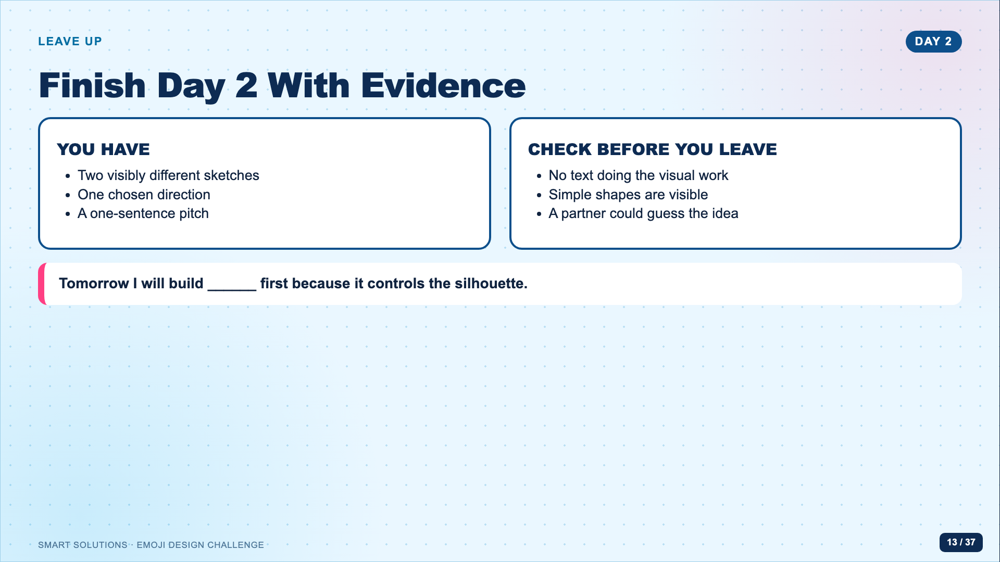 LEAVE UP
DAY 2
Finish Day 2 With Evidence
YOU HAVE
• Two visibly different sketches
• One chosen direction
• A one-sentence pitch
CHECK BEFORE YOU LEAVE
• No text doing the visual work
• Simple shapes are visible
• A partner could guess the idea
Tomorrow I will build ______ first because it controls the silhouette.
SMART SOLUTIONS · EMOJI DESIGN CHALLENGE
13 / 37